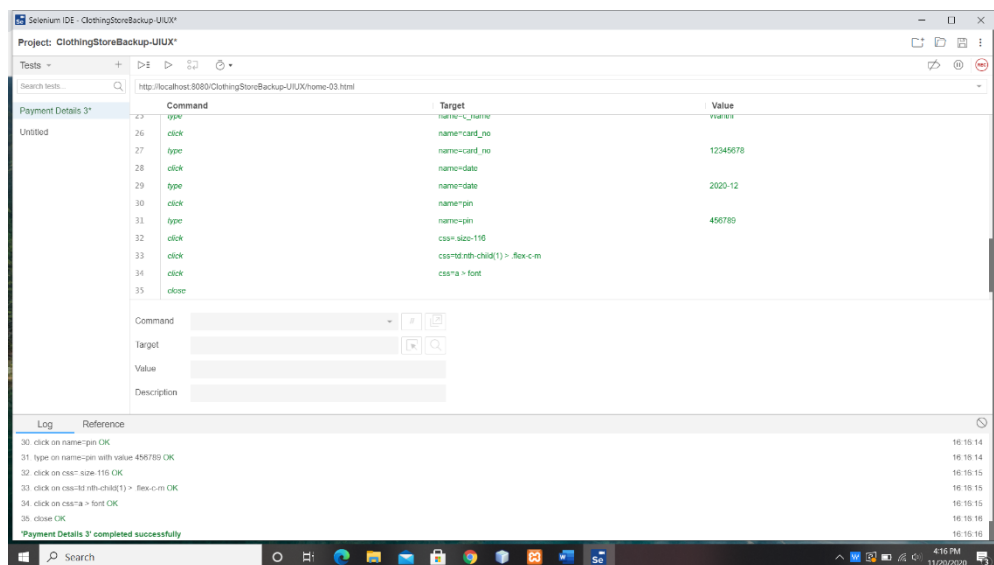 Selenium IDE - ClothingStoreBackup-UIUX*
Project: ClothingStoreBackup-UIUX*
Tests
Search tests...
http://localhost:8080/ClothingStoreBackup-UIUX/home-03.html
REC
Payment Details 3*
Untitled
Command Target Value
25 type name=c_name
26 click name=card_no
27 type name=card_no 12345678
28 click name=date
29 type name=date 2020-12
30 click name=pin
31 type name=pin 456789
32 click css=.size-116
33 click css=td:nth-child(1) > .flex-c-m
34 click css=a > font
35 close
Command
//
Target
Value
Description
Log Reference
30. click on name=pin OK 16:16:14
31. type on name=pin with value 456789 OK 16:16:14
32. click on css=.size-116 OK 16:16:15
33. click on css=td:nth-child(1) > .flex-c-m OK 16:16:15
34. click on css=a > font OK 16:16:15
35. close OK 16:16:16
'Payment Details 3' completed successfully 16:16:16
Search
Se
4:16 PM
11/20/2020